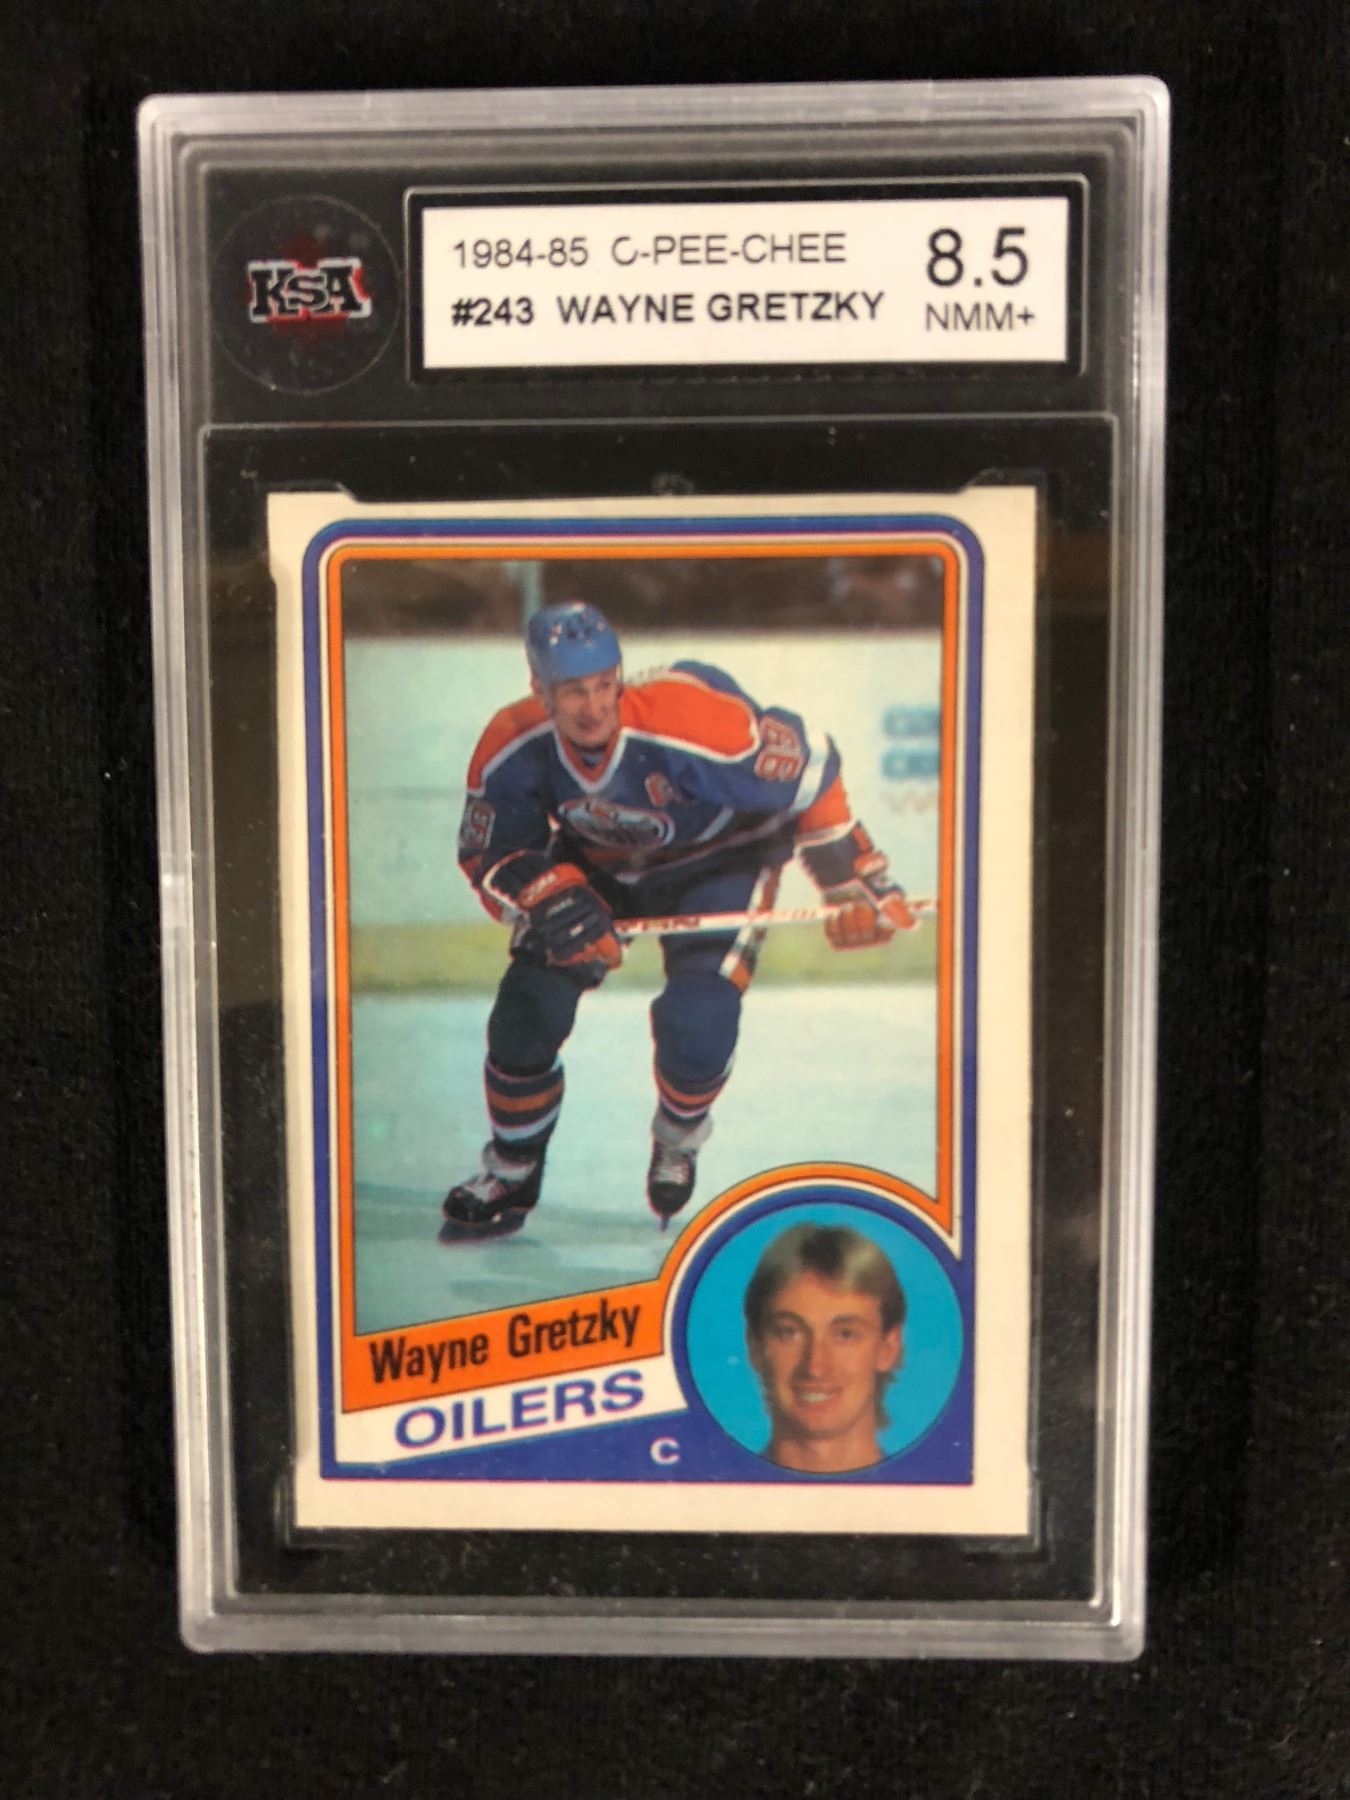 KSA
1984-85 O-PEE-CHEE
#243 WAYNE GRETZKY
8.5
NMM+
Wayne Gretzky
OILERS
C